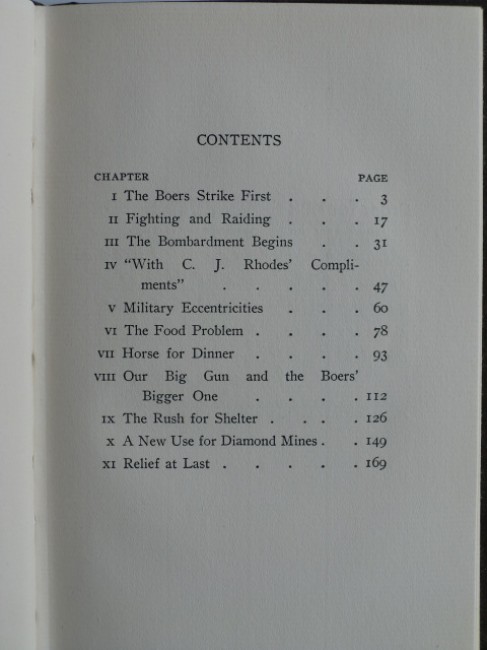 CONTENTS
CHAPTER PAGE
I The Boers Strike First . . . 3
II Fighting and Raiding . . . 17
III The Bombardment Begins . . 31
IV "With C. J. Rhodes' Compli-
ments" . . . . . 47
V Military Eccentricities . . . 60
VI The Food Problem . . . . 78
VII Horse for Dinner . . . . 93
VIII Our Big Gun and the Boers'
Bigger One . . . . 112
IX The Rush for Shelter . . . . 126
X A New Use for Diamond Mines . . 149
XI Relief at Last . . . . . 169